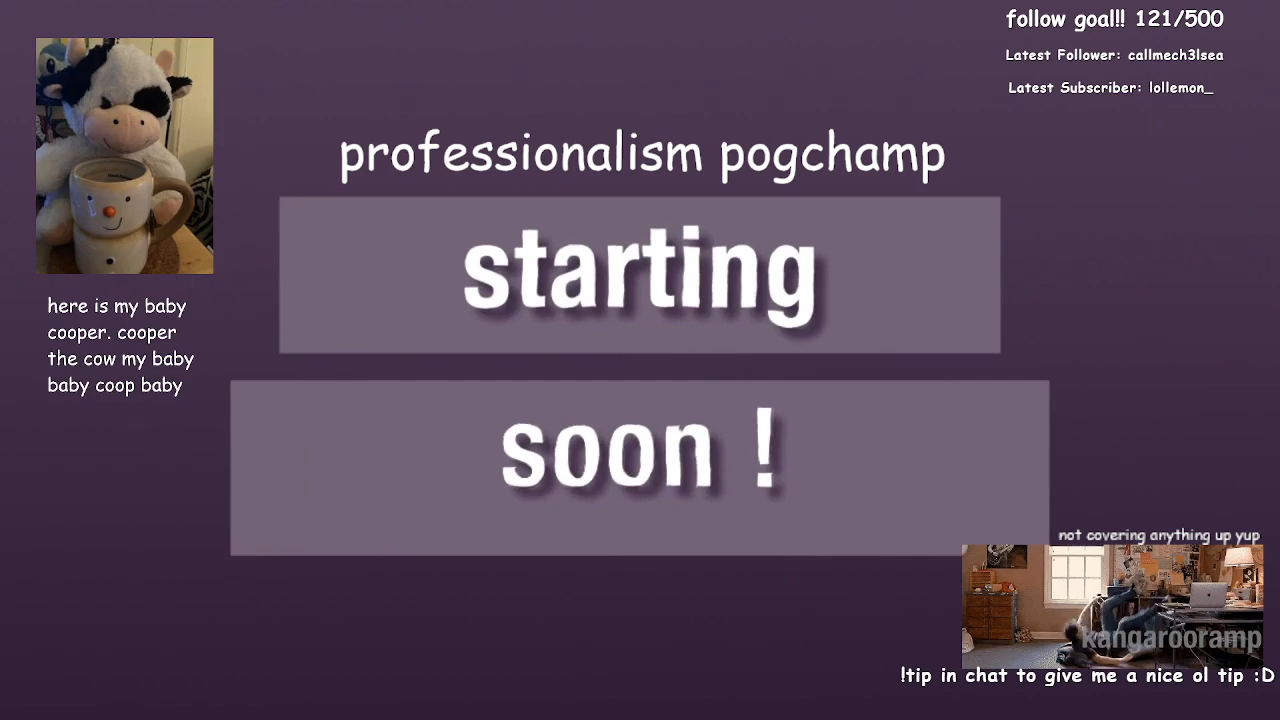 follow goal!! 121/500
Latest Follower: callmech3lsea
Latest Subscriber: lollemon_
professionalism pogchamp
starting
soon !
here is my baby
cooper. cooper
the cow my baby
baby coop baby
not covering anything up yup
kangarooramp
!tip in chat to give me a nice ol tip :D